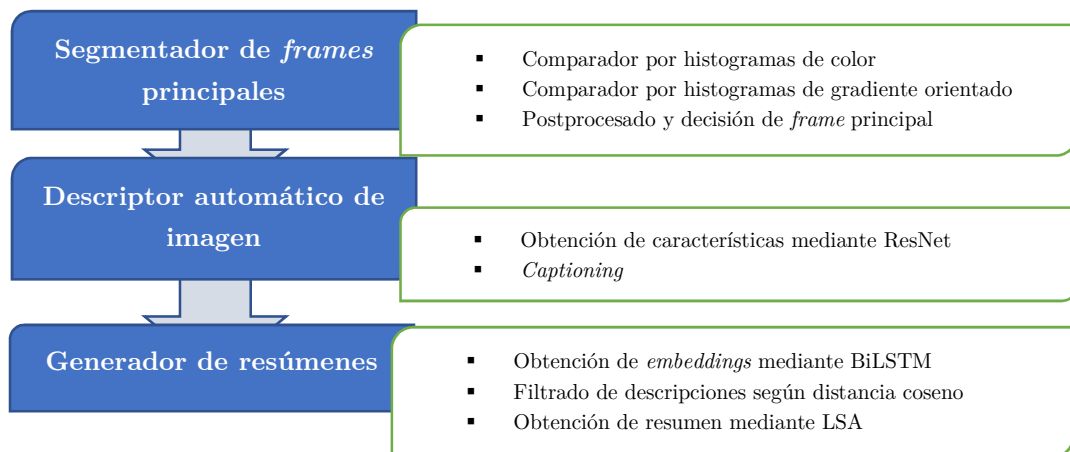 Segmentador de frames
principales
▪ Comparador por histogramas de color
▪ Comparador por histogramas de gradiente orientado
▪ Postprocesado y decisión de frame principal
Descriptor automático de
imagen
▪ Obtención de características mediante ResNet
▪ Captioning
Generador de resúmenes
▪ Obtención de embeddings mediante BiLSTM
▪ Filtrado de descripciones según distancia coseno
▪ Obtención de resumen mediante LSA